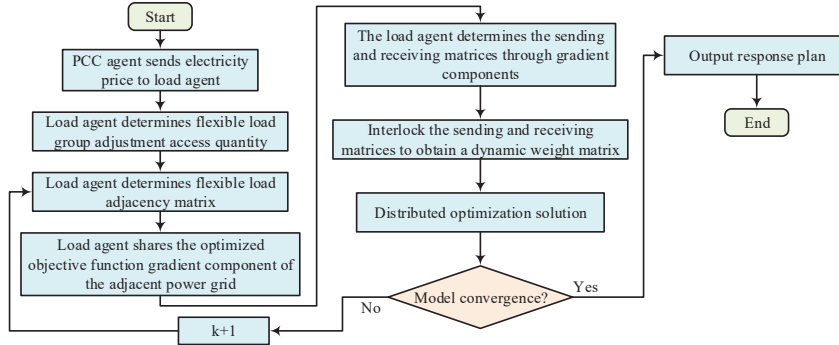 Start
PCC agent sends electricity
price to load agent
Load agent determines flexible load
group adjustment access quantity
Load agent determines flexible load
adjacency matrix
Load agent shares the optimized
objective function gradient component of
the adjacent power grid
k+1
The load agent determines the sending
and receiving matrices through gradient
components
Interlock the sending and receiving
matrices to obtain a dynamic weight matrix
Distributed optimization solution
Model convergence?
No
Yes
Output response plan
End